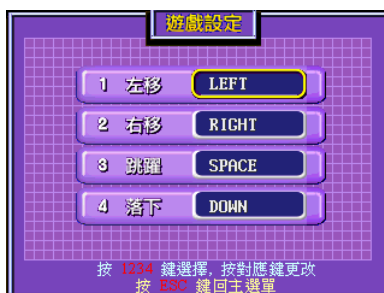 遊戲設定
1 左移 LEFT
2 右移 RIGHT
3 跳躍 SPACE
4 落下 DOWN
按 1234 鍵選擇, 按對應鍵更改
按 ESC 鍵回主選單